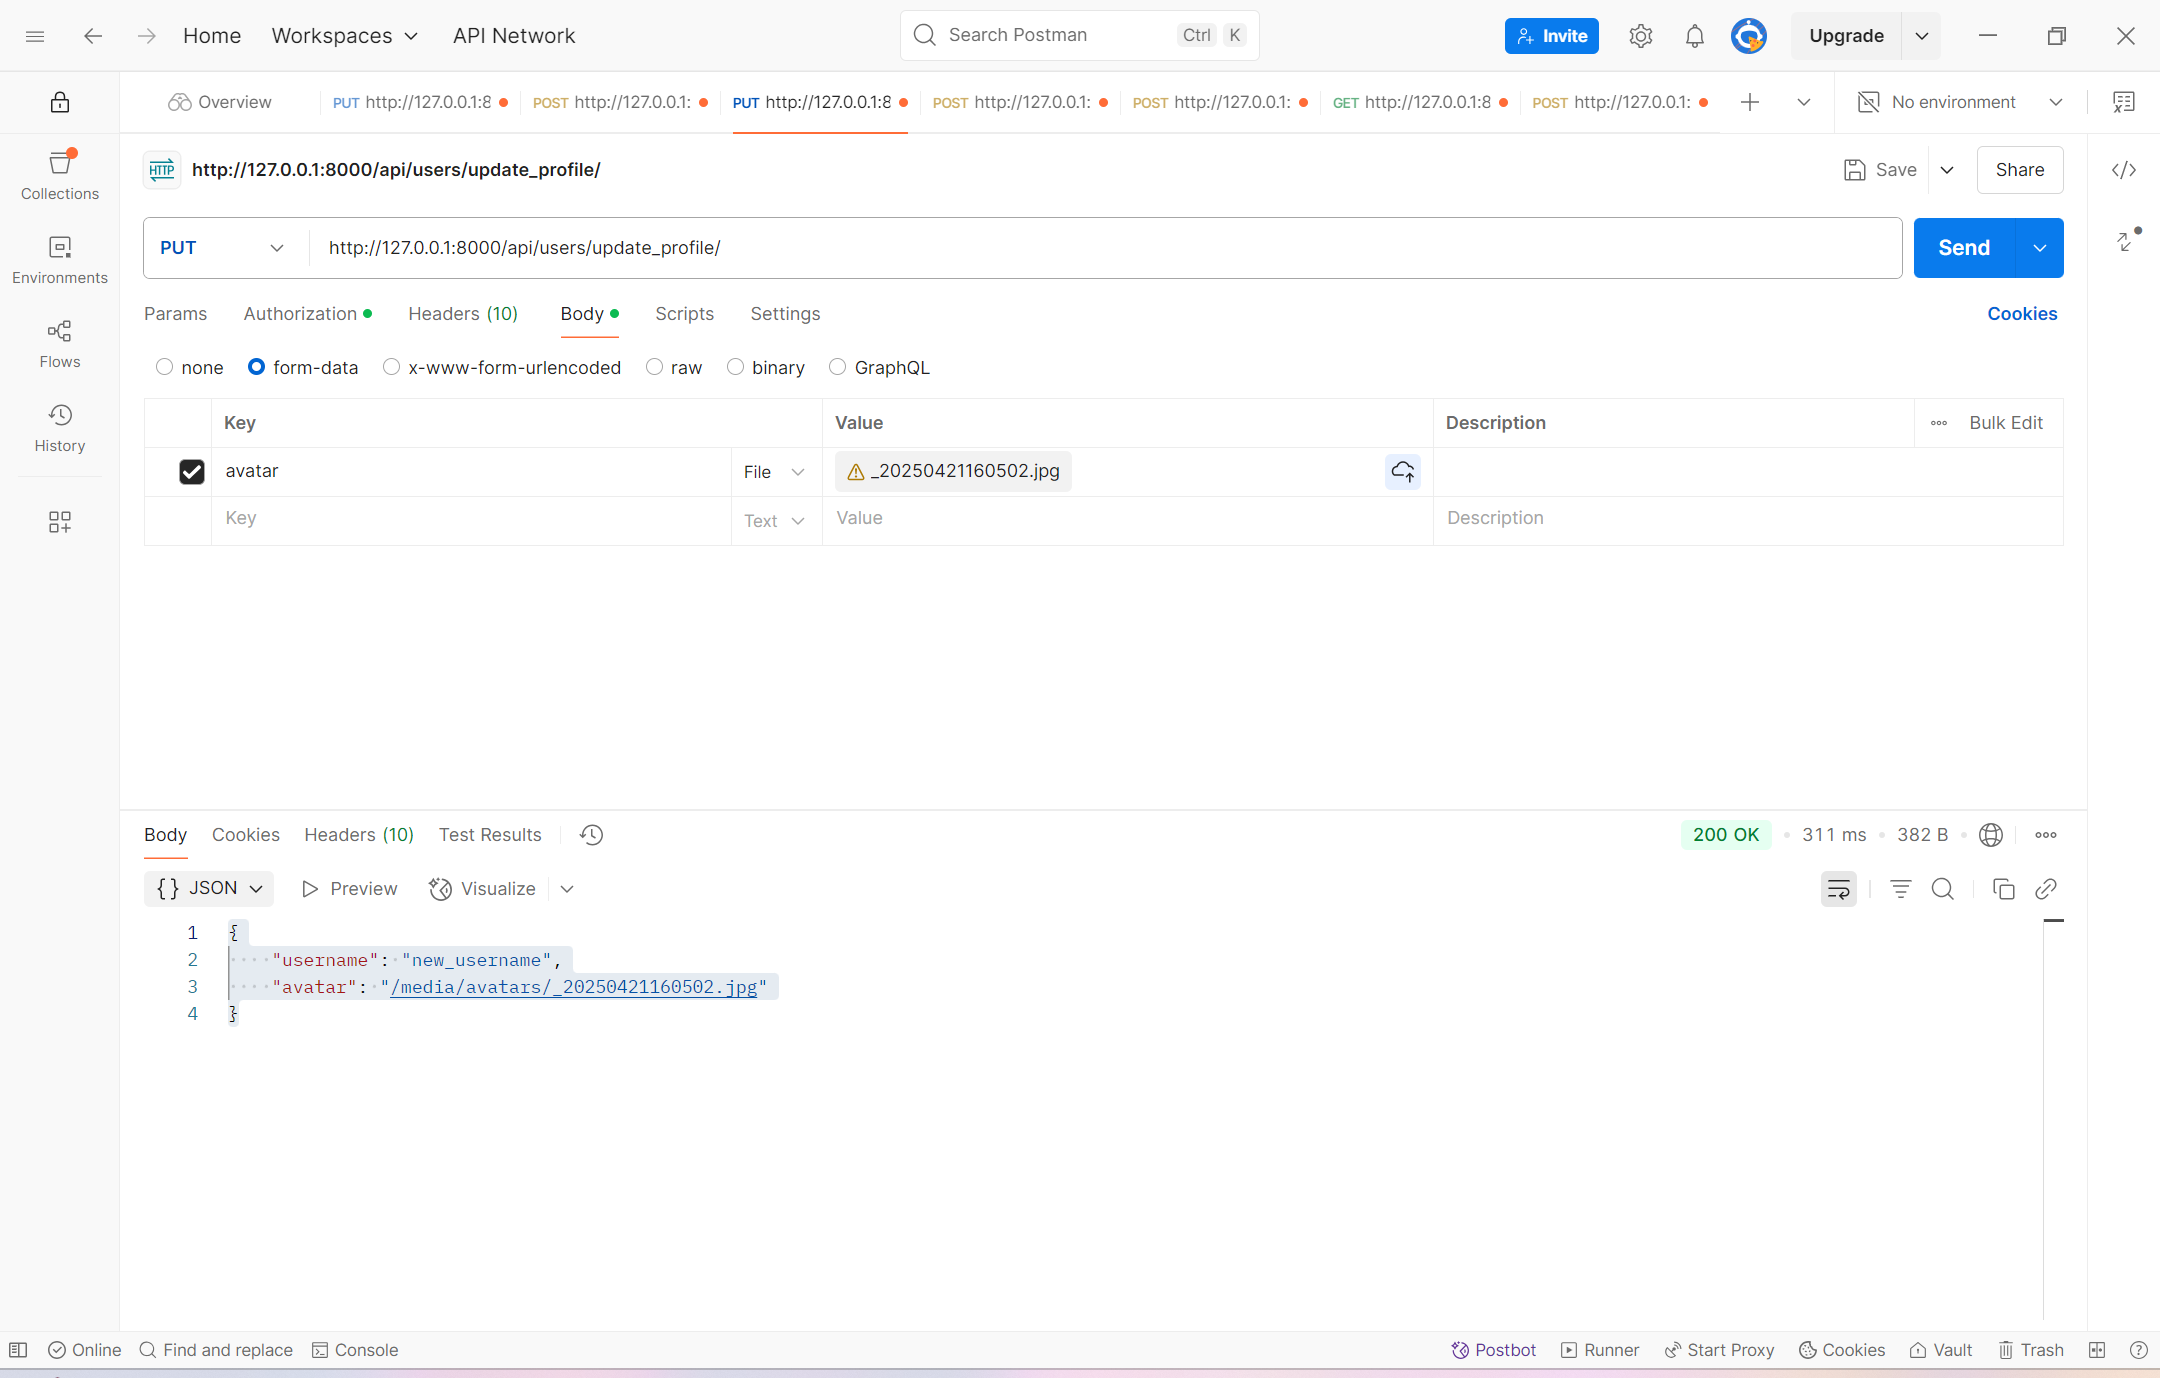 Home Workspaces API Network Search Postman Ctrl K Invite Upgrade
Overview PUT http://127.0.0.1:8 POST http://127.0.0.1: PUT http://127.0.0.1:8 POST http://127.0.0.1: POST http://127.0.0.1: GET http://127.0.0.1:8 POST http://127.0.0.1: No environment
Collections
Environments
Flows
History
HTTP http://127.0.0.1:8000/api/users/update_profile/ Save Share
PUT http://127.0.0.1:8000/api/users/update_profile/ Send
Params Authorization Headers (10) Body Scripts Settings Cookies
none form-data x-www-form-urlencoded raw binary GraphQL
Key Value Description Bulk Edit
avatar File _20250421160502.jpg
Key Text Value Description
Body Cookies Headers (10) Test Results 200 OK 311 ms 382 B
{} JSON Preview Visualize
1 {
2 "username": "new_username",
3 "avatar": "/media/avatars/_20250421160502.jpg"
4 }
Online Find and replace Console Postbot Runner Start Proxy Cookies Vault Trash